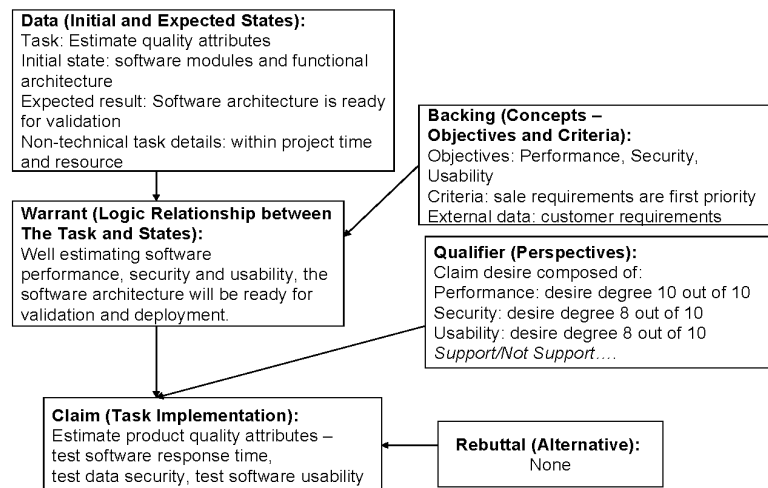 Data (Initial and Expected States):
Task: Estimate quality attributes
Initial state: software modules and functional
architecture
Expected result: Software architecture is ready
for validation
Non-technical task details: within project time
and resource
Backing (Concepts –
Objectives and Criteria):
Objectives: Performance, Security,
Usability
Criteria: sale requirements are first priority
External data: customer requirements
Warrant (Logic Relationship between
The Task and States):
Well estimating software
performance, security and usability, the
software architecture will be ready for
validation and deployment.
Qualifier (Perspectives):
Claim desire composed of:
Performance: desire degree 10 out of 10
Security: desire degree 8 out of 10
Usability: desire degree 8 out of 10
Support/Not Support….
Claim (Task Implementation):
Estimate product quality attributes –
test software response time,
test data security, test software usability
Rebuttal (Alternative):
None